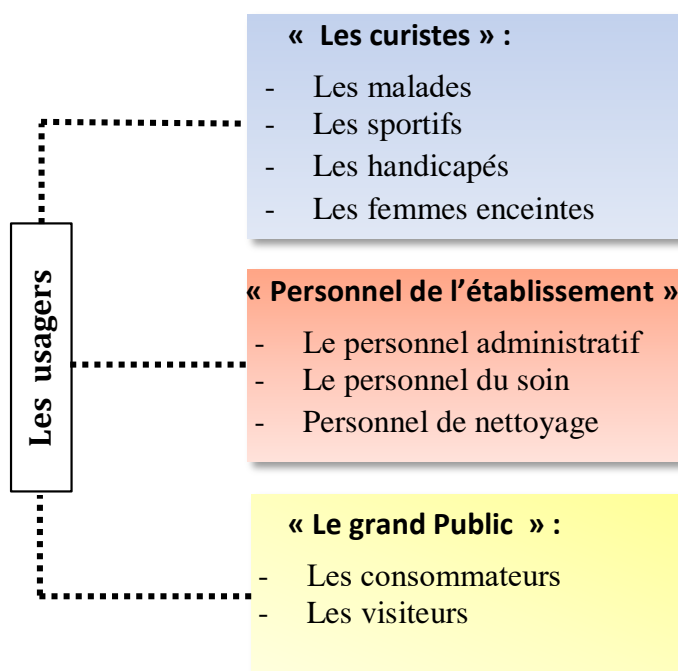 Les usagers
« Les curistes » :
- Les malades
- Les sportifs
- Les handicapés
- Les femmes enceintes
« Personnel de l’établissement »
- Le personnel administratif
- Le personnel du soin
- Personnel de nettoyage
« Le grand Public » :
- Les consommateurs
- Les visiteurs